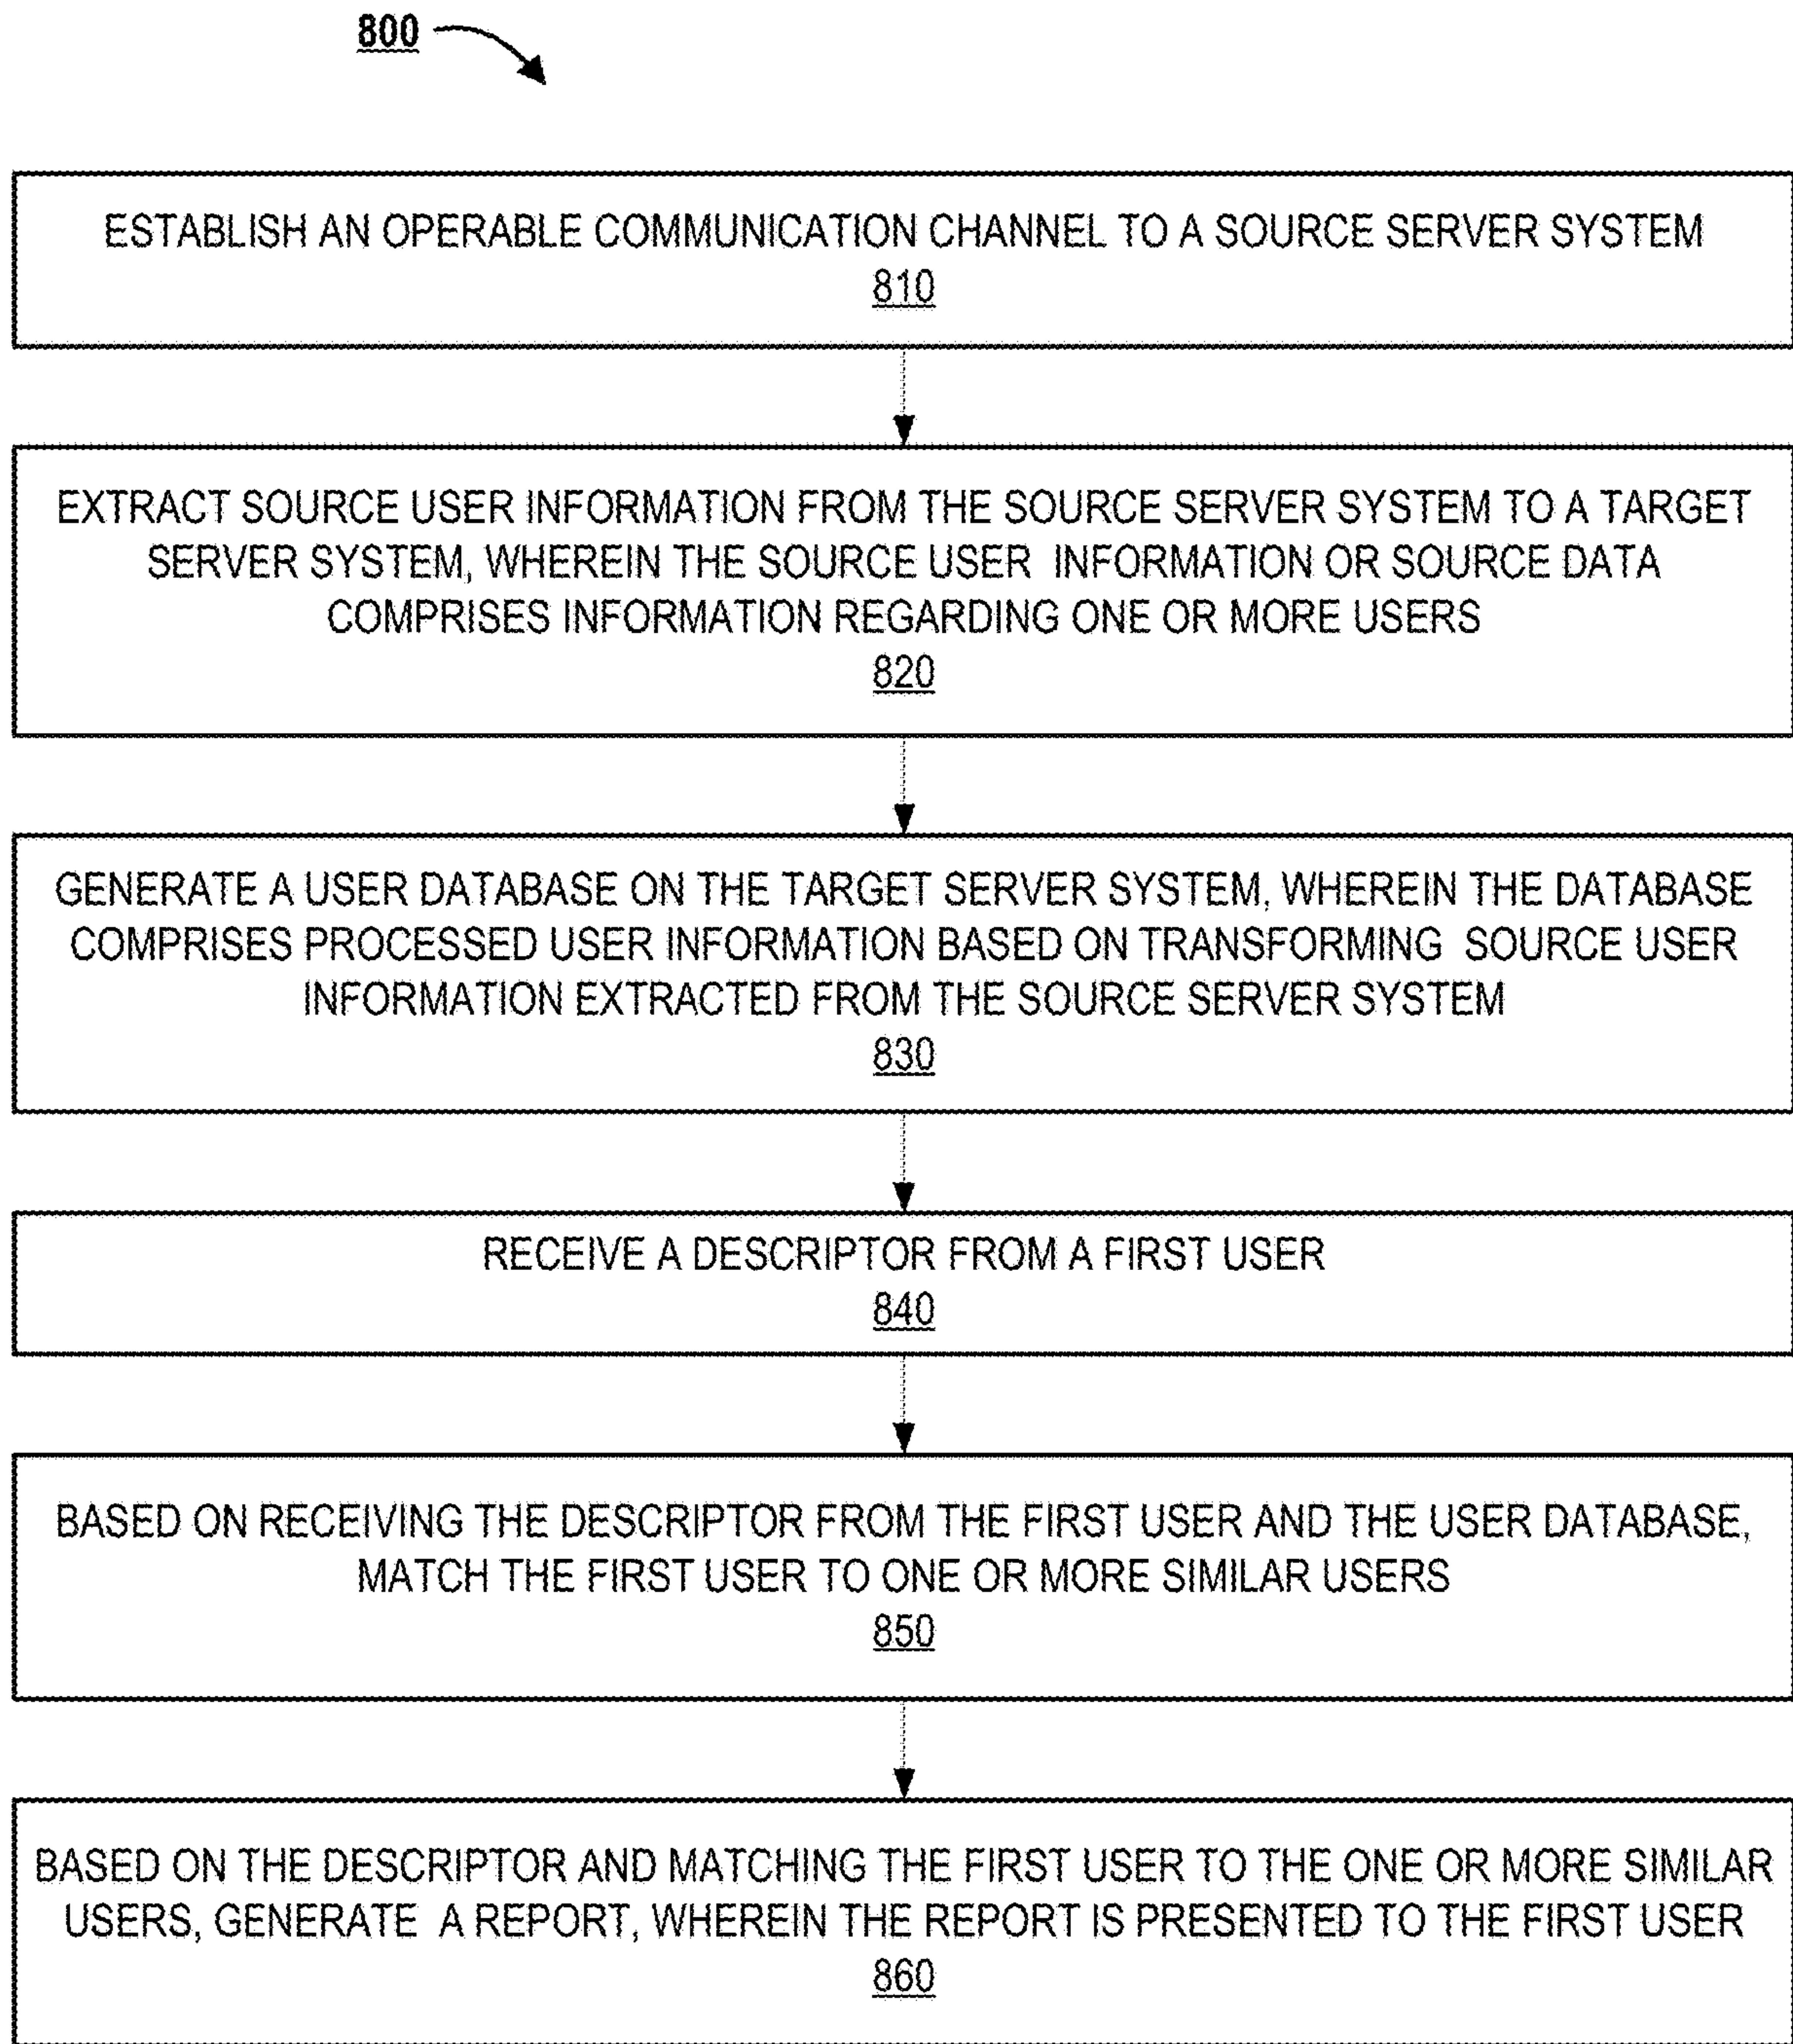 800
ESTABLISH AN OPERABLE COMMUNICATION CHANNEL TO A SOURCE SERVER SYSTEM
810
EXTRACT SOURCE USER INFORMATION FROM THE SOURCE SERVER SYSTEM TO A TARGET
SERVER SYSTEM, WHEREIN THE SOURCE USER INFORMATION OR SOURCE DATA
COMPRISES INFORMATION REGARDING ONE OR MORE USERS
820
GENERATE A USER DATABASE ON THE TARGET SERVER SYSTEM, WHEREIN THE DATABASE
COMPRISES PROCESSED USER INFORMATION BASED ON TRANSFORMING SOURCE USER
INFORMATION EXTRACTED FROM THE SOURCE SERVER SYSTEM
830
RECEIVE A DESCRIPTOR FROM A FIRST USER
840
BASED ON RECEIVING THE DESCRIPTOR FROM THE FIRST USER AND THE USER DATABASE,
MATCH THE FIRST USER TO ONE OR MORE SIMILAR USERS
850
BASED ON THE DESCRIPTOR AND MATCHING THE FIRST USER TO THE ONE OR MORE SIMILAR
USERS, GENERATE A REPORT, WHEREIN THE REPORT IS PRESENTED TO THE FIRST USER
860